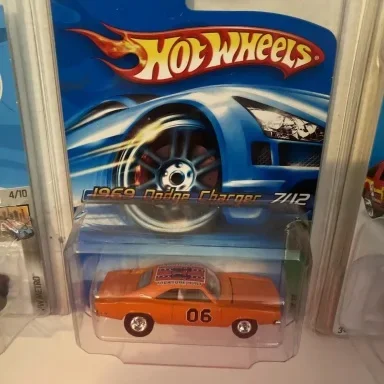 HOT WHEELS
4/10
1969 Dodge Charger 7/12
06